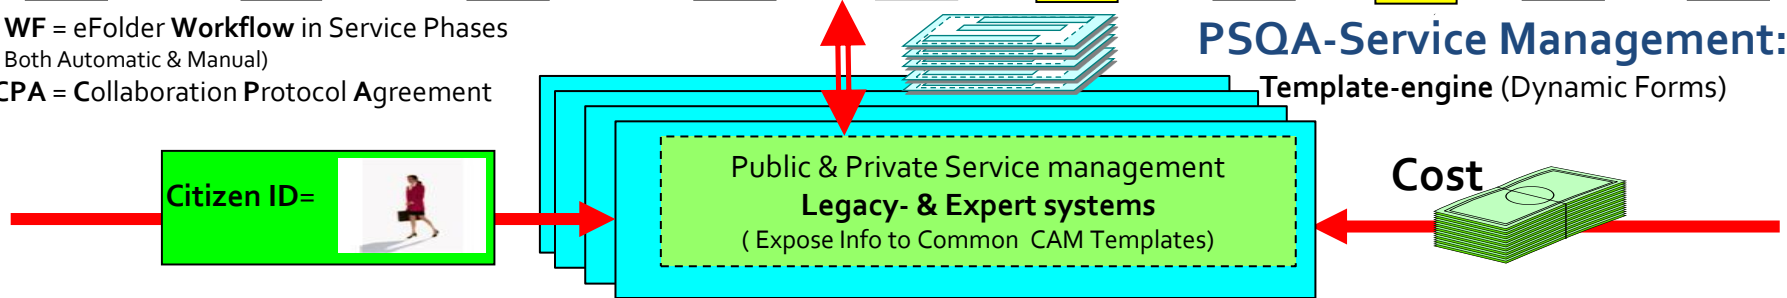 WF = eFolder Workflow in Service Phases
Both Automatic & Manual)
CPA = Collaboration Protocol Agreement
PSQA-Service Management:
Template-engine (Dynamic Forms)
Citizen ID=
Public & Private Service management
Legacy- & Expert systems
( Expose Info to Common CAM Templates)
Cost